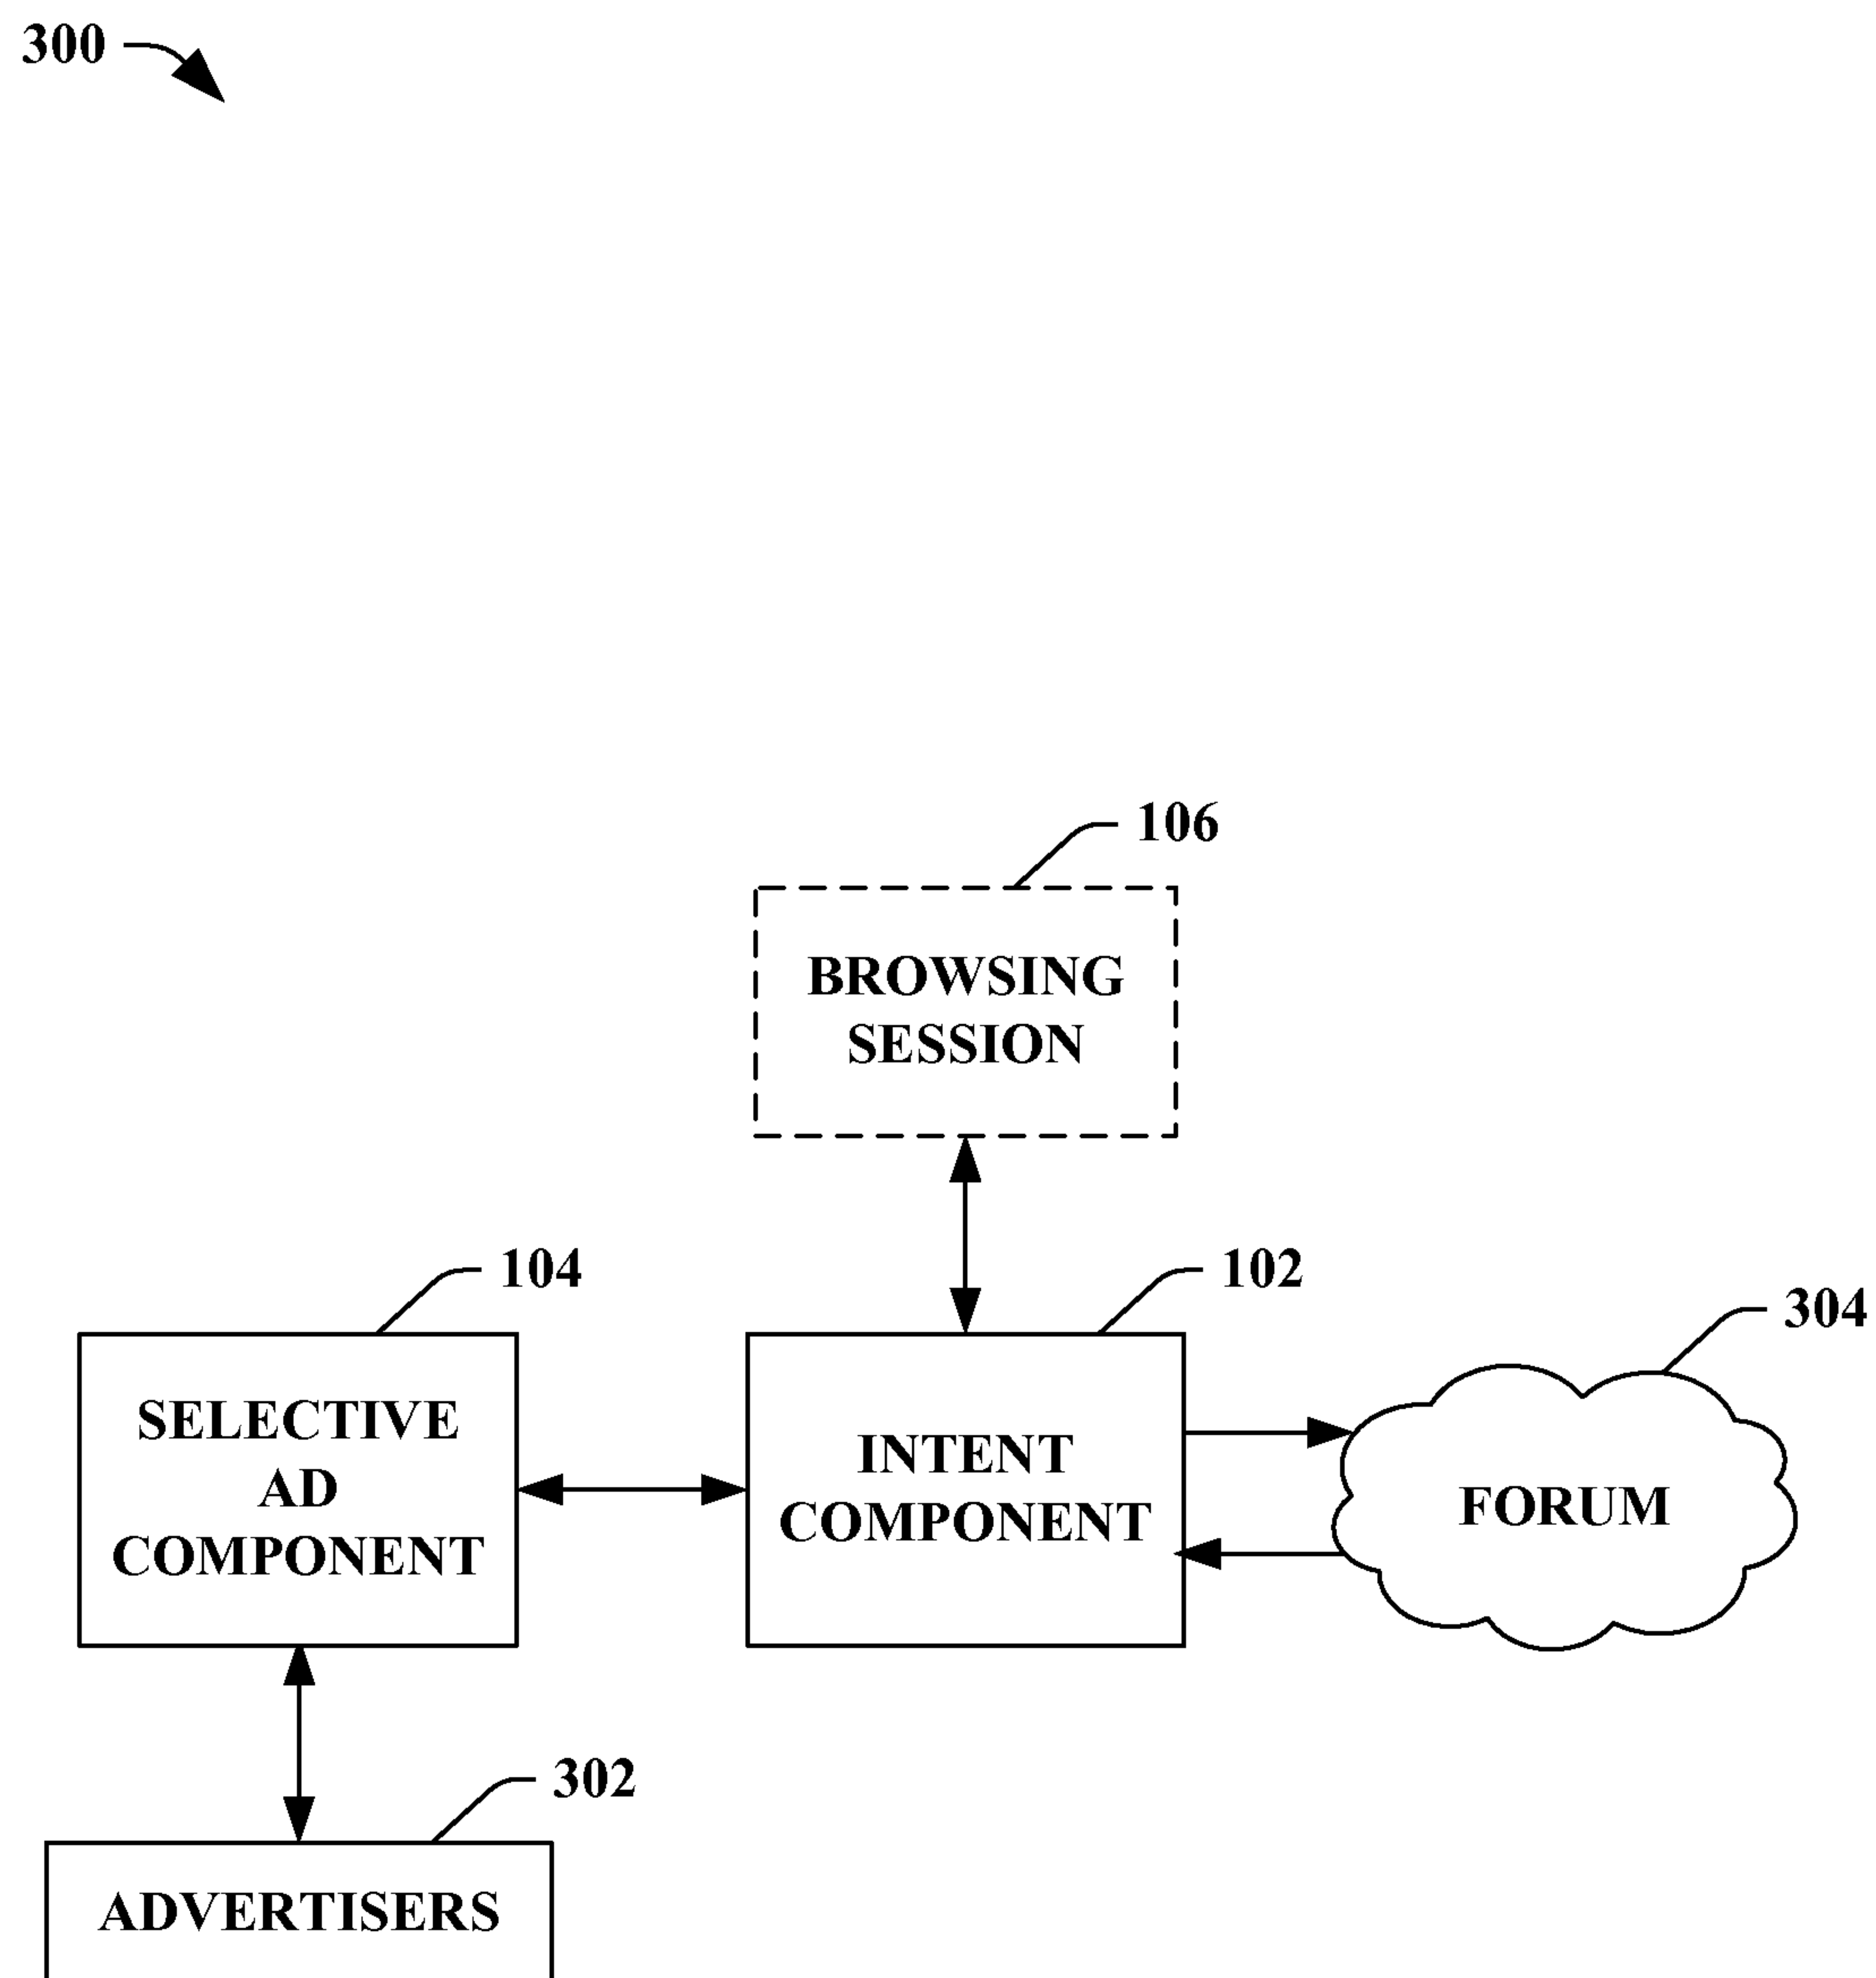 300
106
BROWSING
SESSION
104
102
304
SELECTIVE
AD
COMPONENT
INTENT
COMPONENT
FORUM
302
ADVERTISERS